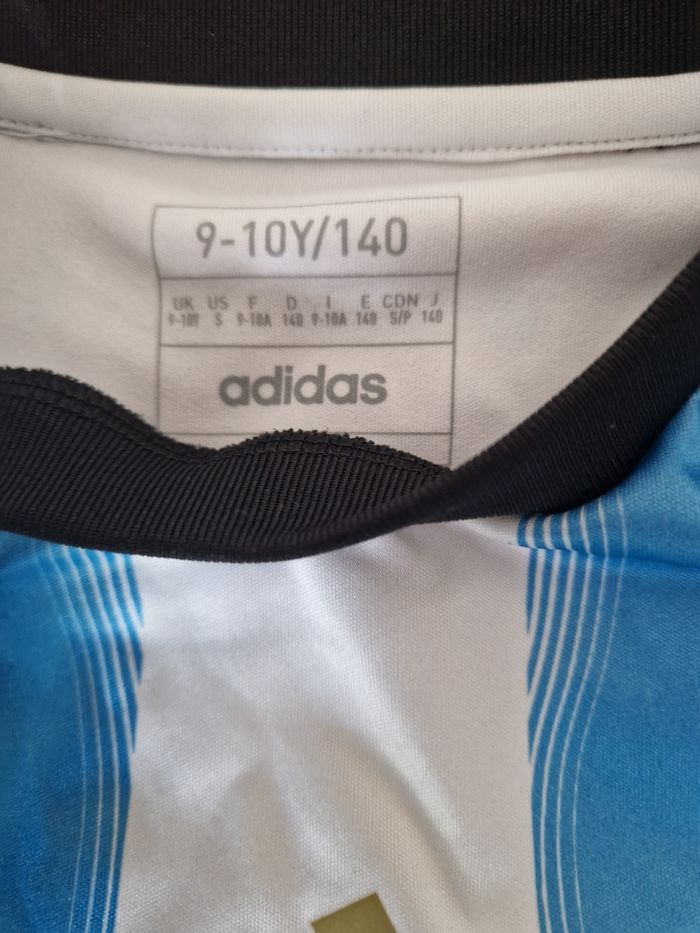 9-10Y/140
UK US F D I E CDN J
9-10Y S 9-10A 140 9-10A 140 S/P 140
adidas